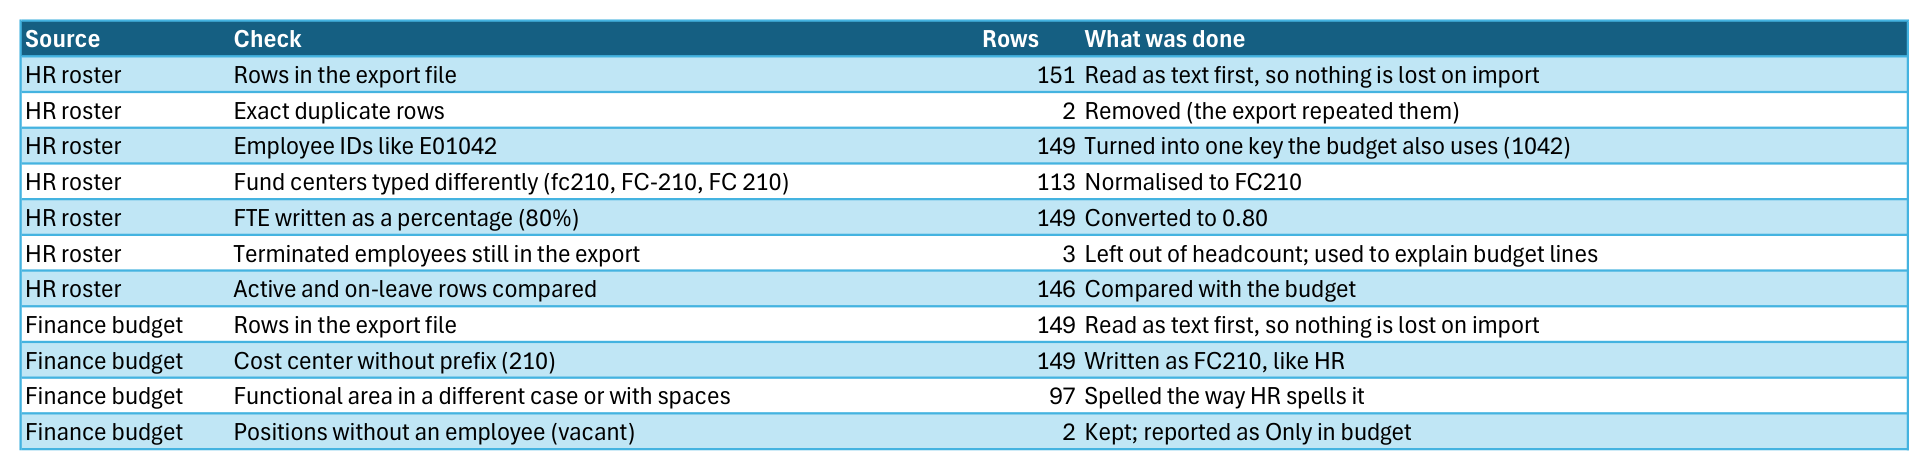 Source Check Rows What was done
HR roster Rows in the export file 151 Read as text first, so nothing is lost on import
HR roster Exact duplicate rows 2 Removed (the export repeated them)
HR roster Employee IDs like E01042 149 Turned into one key the budget also uses (1042)
HR roster Fund centers typed differently (fc210, FC-210, FC 210) 113 Normalised to FC210
HR roster FTE written as a percentage (80%) 149 Converted to 0.80
HR roster Terminated employees still in the export 3 Left out of headcount; used to explain budget lines
HR roster Active and on-leave rows compared 146 Compared with the budget
Finance budget Rows in the export file 149 Read as text first, so nothing is lost on import
Finance budget Cost center without prefix (210) 149 Written as FC210, like HR
Finance budget Functional area in a different case or with spaces 97 Spelled the way HR spells it
Finance budget Positions without an employee (vacant) 2 Kept; reported as Only in budget